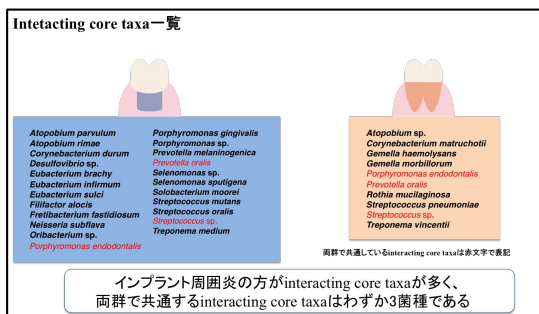 Intetacting core taxa一覧
Atopobium parvulum
Atopobium rimae
Corynebacterium durum
Desulfovibrio sp.
Eubacterium brachy
Eubacterium infirmum
Eubacterium sulci
Filifactor alocis
Fretibacterium fastidiosum
Neisseria subflava
Oribacterium sp.
Porphyromonas endodontalis
Porphyromonas gingivalis
Porphyromonas sp.
Prevotella melaninogenica
Prevotella oralis
Selenomonas sp.
Selenomonas sputigena
Solobacterium moorei
Streptococcus mutans
Streptococcus oralis
Streptococcus sp.
Treponema medium
Atopobium sp.
Corynebacterium matruchotii
Gemella haemolysans
Gemella morbillorum
Porphyromonas endodontalis
Prevotella oralis
Rothia mucilaginosa
Streptococcus pneumoniae
Streptococcus sp.
Treponema vincentii
両群で共通しているinteracting core taxaは赤文字で表記
インプラント周囲炎の方がinteracting core taxaが多く、
両群で共通するinteracting core taxaはわずか3菌種である